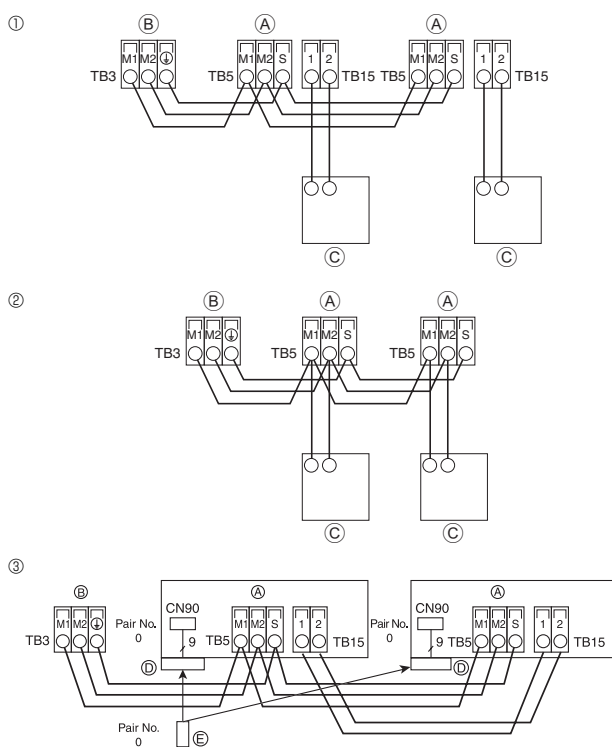 ①
Ⓑ Ⓐ Ⓐ
M1 M2 ⏚ M1 M2 S 1 2 M1 M2 S 1 2
TB3 TB5 TB15 TB5 TB15
Ⓒ Ⓒ
②
Ⓑ Ⓐ Ⓐ
M1 M2 ⏚ M1 M2 S M1 M2 S
TB3 TB5 TB5
Ⓒ Ⓒ
③
Ⓑ Ⓐ Ⓐ
CN90 CN90
M1 M2 ⏚ Pair No. M1 M2 S 1 2 Pair No. M1 M2 S 1 2
0 0
TB3 9 TB5 TB15 9 TB5 TB15
Ⓓ Ⓓ
Pair No.
0 Ⓔ